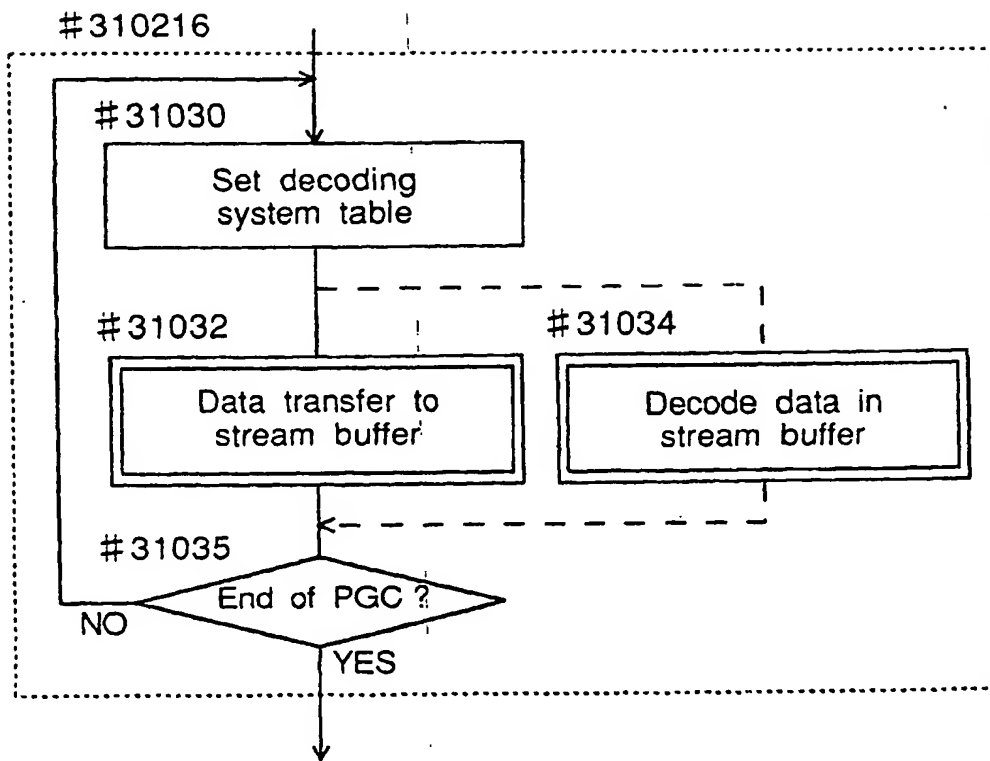 #310216
#31030
Set decoding
system table
#31032
#31034
Data transfer to
stream buffer
Decode data in
stream buffer
#31035
End of PGC ?
NO
YES